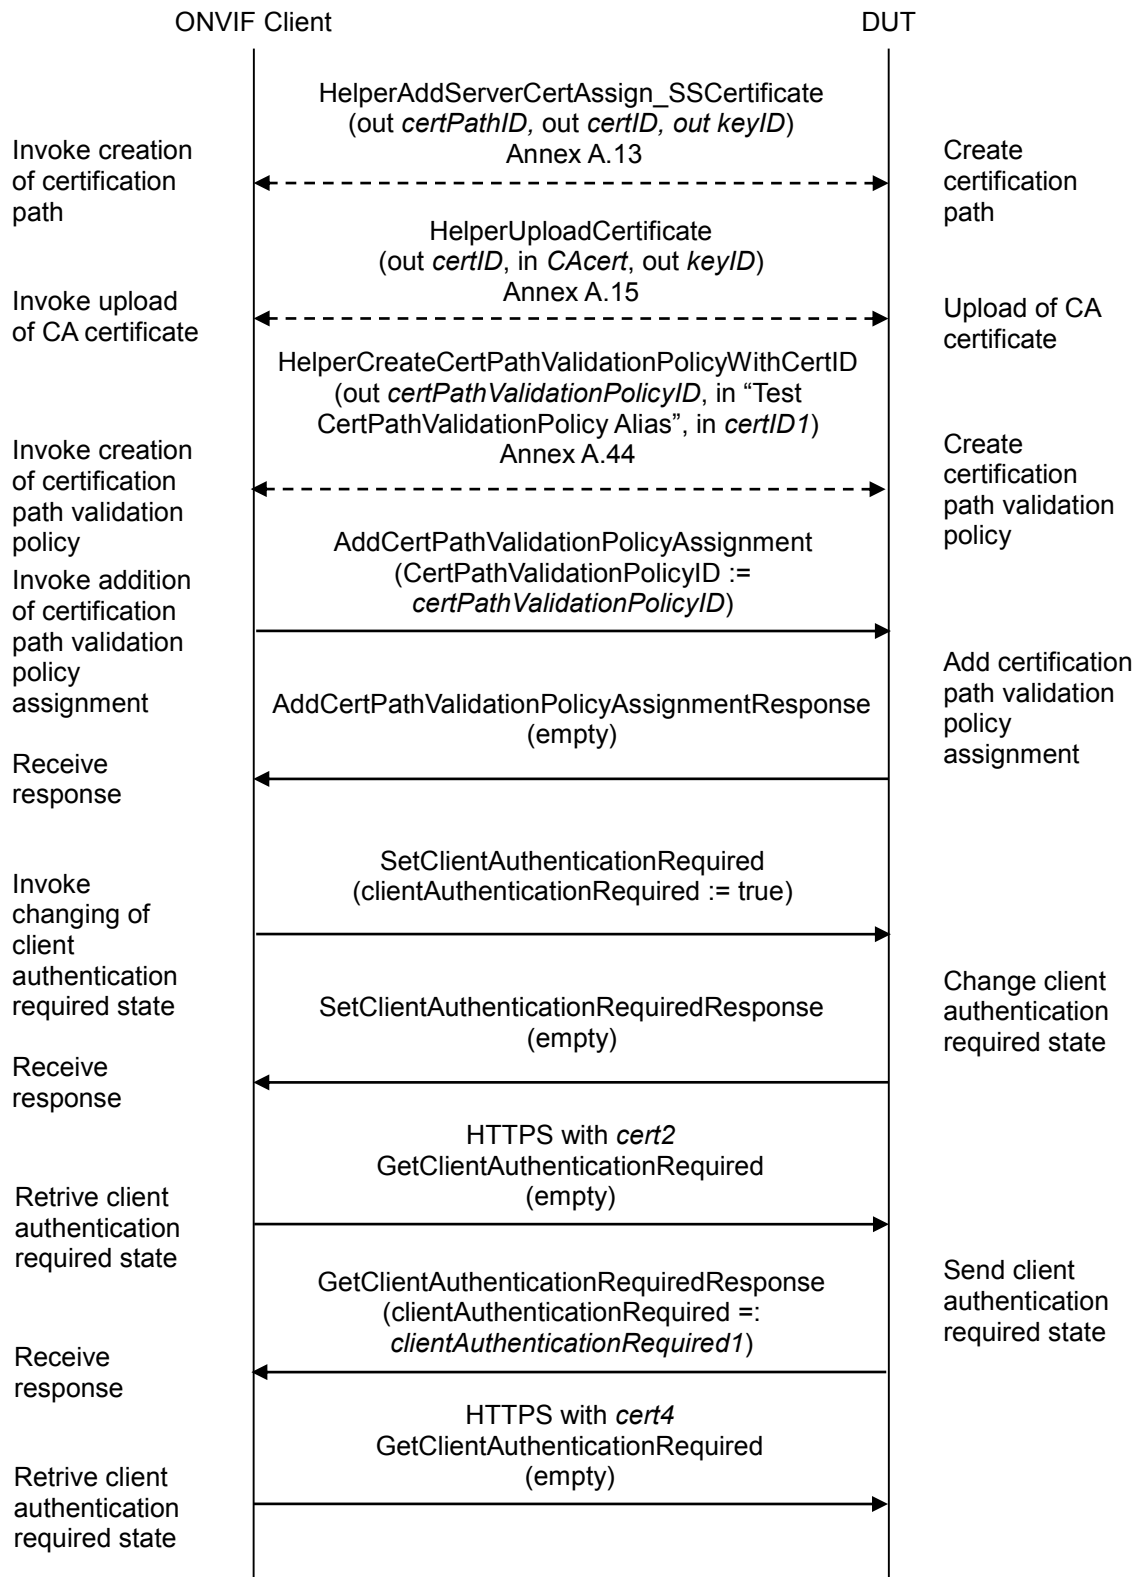 ONVIF Client
DUT
HelperAddServerCertAssign_SSCertificate
(out certPathID, out certID, out keyID)
Annex A.13
Invoke creation
of certification
path
Create
certification
path
HelperUploadCertificate
(out certID, in CAcert, out keyID)
Annex A.15
Invoke upload
of CA certificate
Upload of CA
certificate
HelperCreateCertPathValidationPolicyWithCertID
(out certPathValidationPolicyID, in “Test
CertPathValidationPolicy Alias”, in certID1)
Annex A.44
Invoke creation
of certification
path validation
policy
Create
certification
path validation
policy
AddCertPathValidationPolicyAssignment
(CertPathValidationPolicyID :=
certPathValidationPolicyID)
Invoke addition
of certification
path validation
policy
assignment
Add certification
path validation
policy
assignment
AddCertPathValidationPolicyAssignmentResponse
(empty)
Receive
response
SetClientAuthenticationRequired
(clientAuthenticationRequired := true)
Invoke
changing of
client
authentication
required state
Change client
authentication
required state
SetClientAuthenticationRequiredResponse
(empty)
Receive
response
HTTPS with cert2
GetClientAuthenticationRequired
(empty)
Retrive client
authentication
required state
Send client
authentication
required state
GetClientAuthenticationRequiredResponse
(clientAuthenticationRequired =:
clientAuthenticationRequired1)
Receive
response
HTTPS with cert4
GetClientAuthenticationRequired
(empty)
Retrive client
authentication
required state